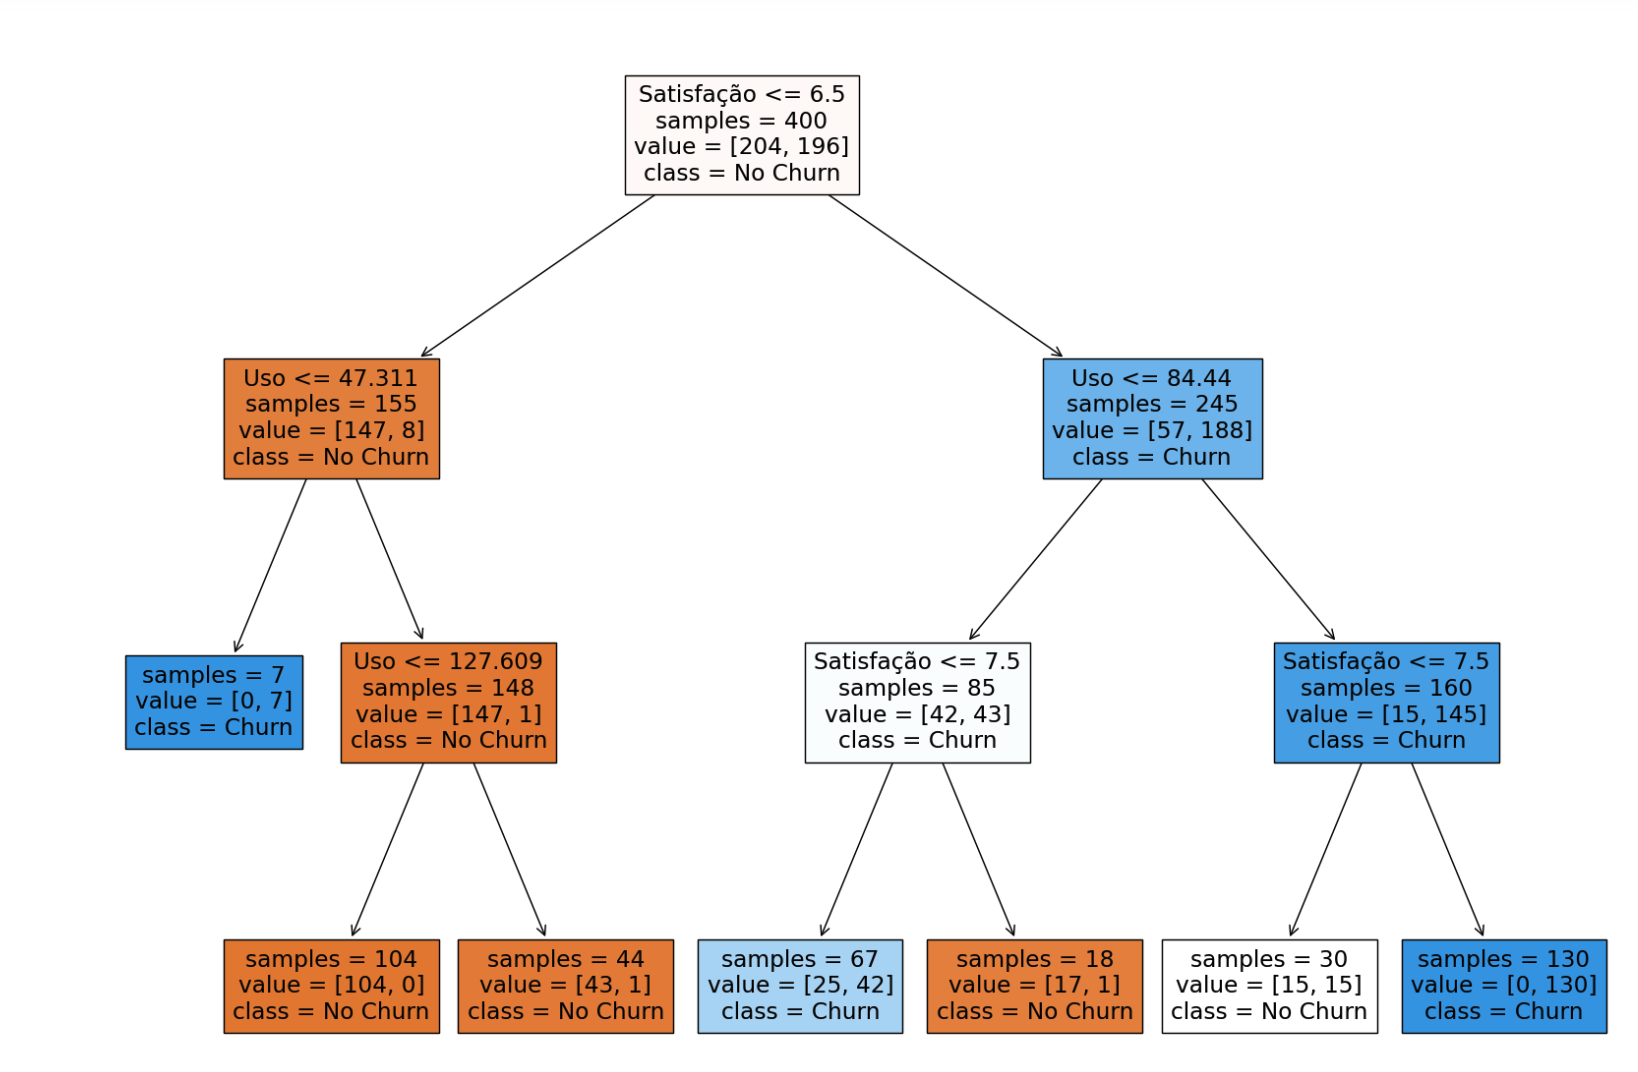 Satisfação <= 6.5
samples = 400
value = [204, 196]
class = No Churn
Uso <= 47.311
samples = 155
value = [147, 8]
class = No Churn
Uso <= 84.44
samples = 245
value = [57, 188]
class = Churn
samples = 7
value = [0, 7]
class = Churn
Uso <= 127.609
samples = 148
value = [147, 1]
class = No Churn
Satisfação <= 7.5
samples = 85
value = [42, 43]
class = Churn
Satisfação <= 7.5
samples = 160
value = [15, 145]
class = Churn
samples = 104
value = [104, 0]
class = No Churn
samples = 44
value = [43, 1]
class = No Churn
samples = 67
value = [25, 42]
class = Churn
samples = 18
value = [17, 1]
class = No Churn
samples = 30
value = [15, 15]
class = No Churn
samples = 130
value = [0, 130]
class = Churn